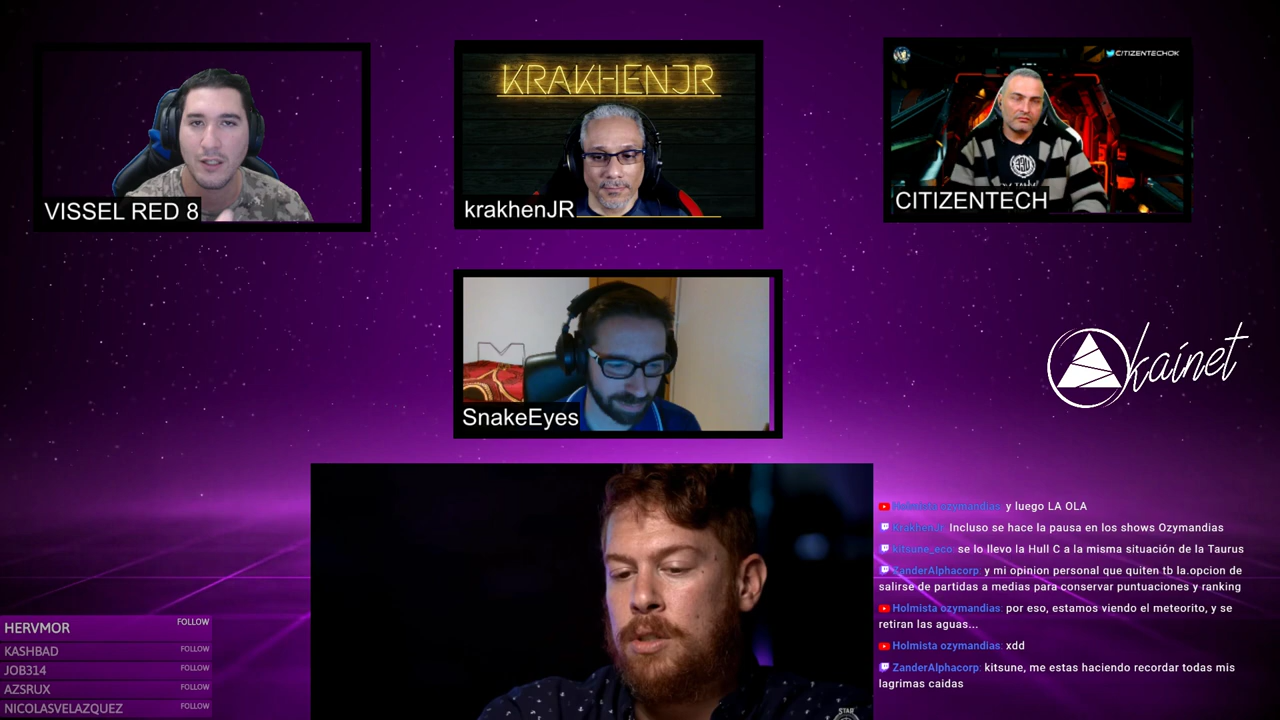 CITIZENTECHOK
KRAKHENJR
VISSEL RED 8
krakhenJR
CITIZENTECH
SnakeEyes
kainet
Holmista ozymandias: y luego LA OLA
KrakhenJr: Incluso se hace la pausa en los shows Ozymandias
kitsune_eco: se lo llevo la Hull C a la misma situación de la Taurus
ZanderAlphacorp: y mi opinion personal que quiten tb la.opcion de
salirse de partidas a medias para conservar puntuaciones y ranking
Holmista ozymandias: por eso, estamos viendo el meteorito, y se
retiran las aguas...
Holmista ozymandias: xdd
ZanderAlphacorp: kitsune, me estas haciendo recordar todas mis
lagrimas caidas
HERVMOR FOLLOW
KASHBAD FOLLOW
JOB314 FOLLOW
AZSRUX FOLLOW
NICOLASVELAZQUEZ FOLLOW
STAR